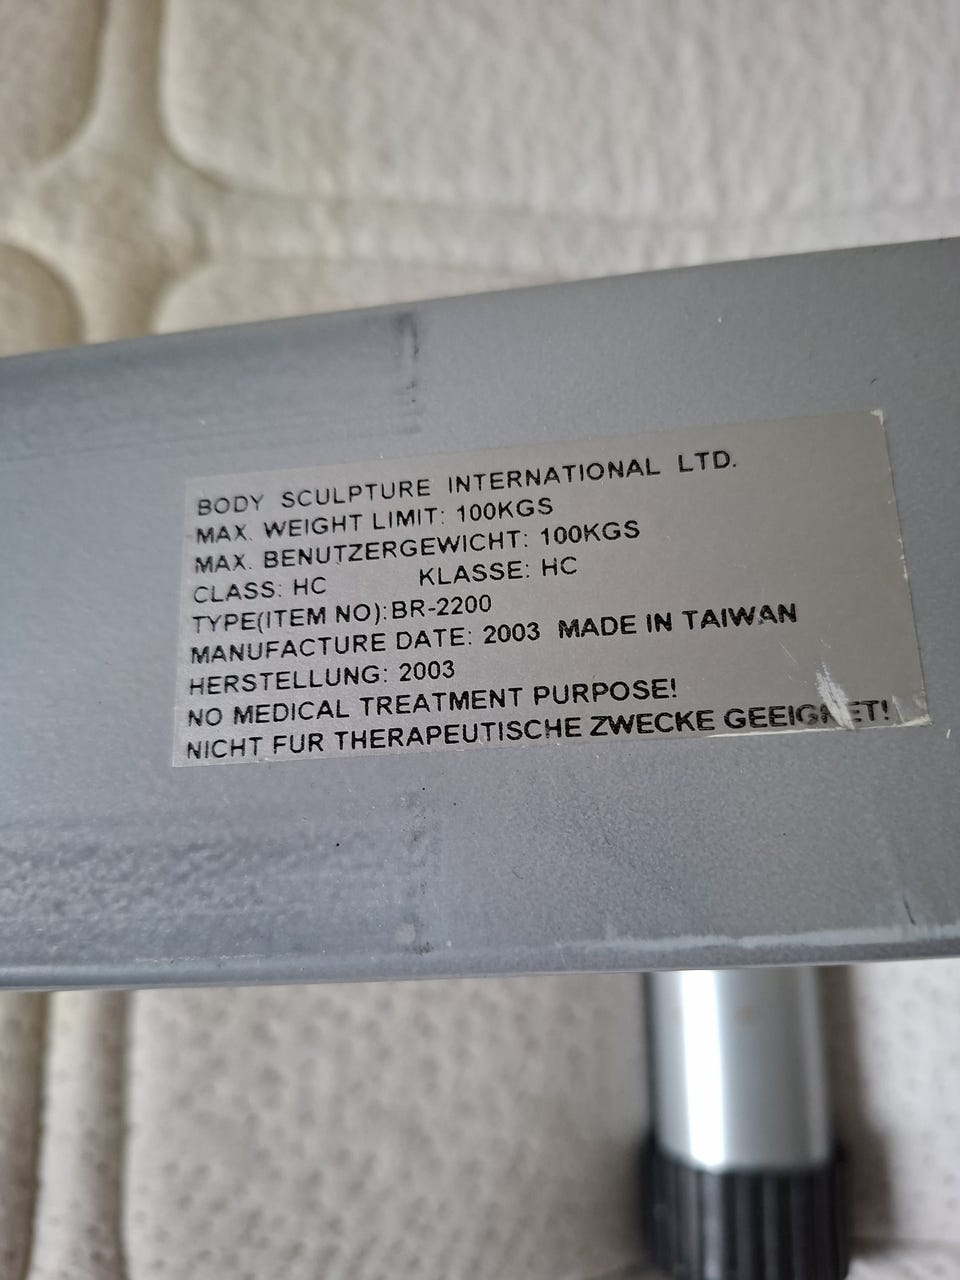 BODY SCULPTURE INTERNATIONAL LTD.
MAX. WEIGHT LIMIT: 100KGS
MAX. BENUTZERGEWICHT: 100KGS
CLASS: HC KLASSE: HC
TYPE(ITEM NO):BR-2200
MANUFACTURE DATE: 2003 MADE IN TAIWAN
HERSTELLUNG: 2003
NO MEDICAL TREATMENT PURPOSE!
NICHT FUR THERAPEUTISCHE ZWECKE GEEIGNET!